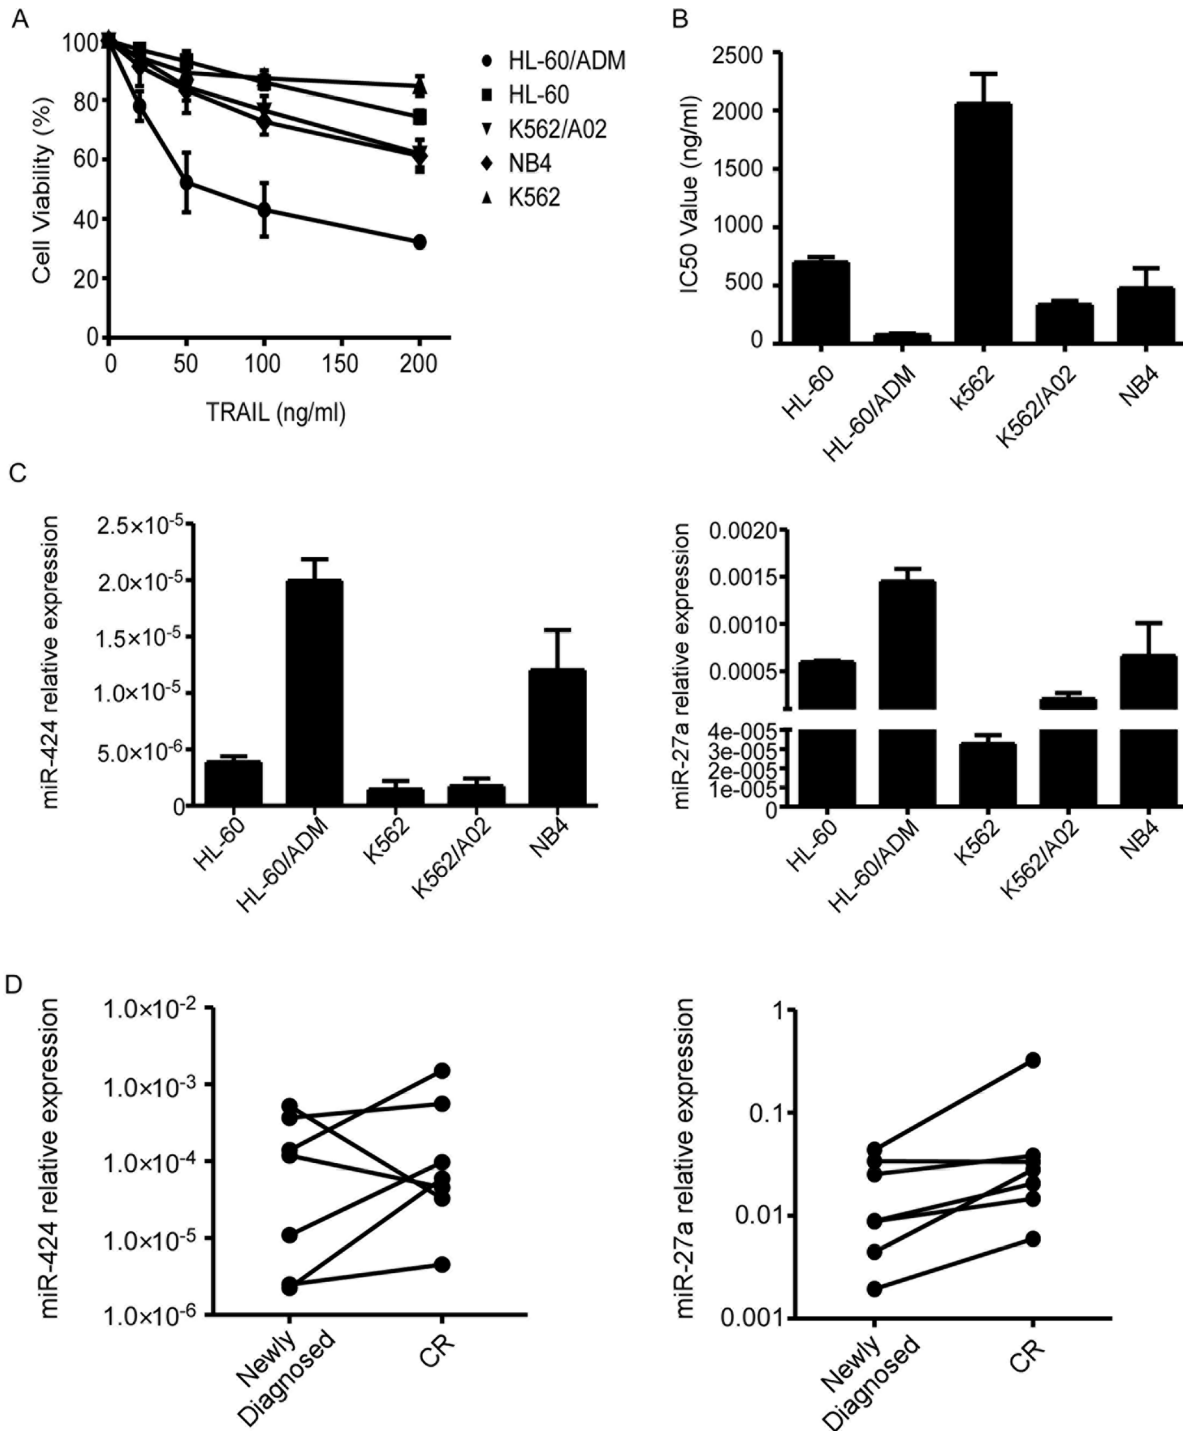 A
Cell Viability (%)
100
80
60
40
20
0
0 50 100 150 200
TRAIL (ng/ml)
HL-60/ADM
HL-60
K562/A02
NB4
K562
B
IC50 Value (ng/ml)
2500
2000
1500
1000
500
0
HL-60
HL-60/ADM
K562
K562/A02
NB4
C
miR-424 relative expression
2.5×10-5
2.0×10-5
1.5×10-5
1.0×10-5
5.0×10-6
0
HL-60
HL-60/ADM
K562
K562/A02
NB4
miR-27a relative expression
0.0020
0.0015
0.0010
0.0005
4e-005
3e-005
2e-005
1e-005
0
HL-60
HL-60/ADM
K562
K562/A02
NB4
D
miR-424 relative expression
1.0×10-2
1.0×10-3
1.0×10-4
1.0×10-5
1.0×10-6
Newly
Diagnosed
CR
miR-27a relative expression
1
0.1
0.01
0.001
Newly
Diagnosed
CR